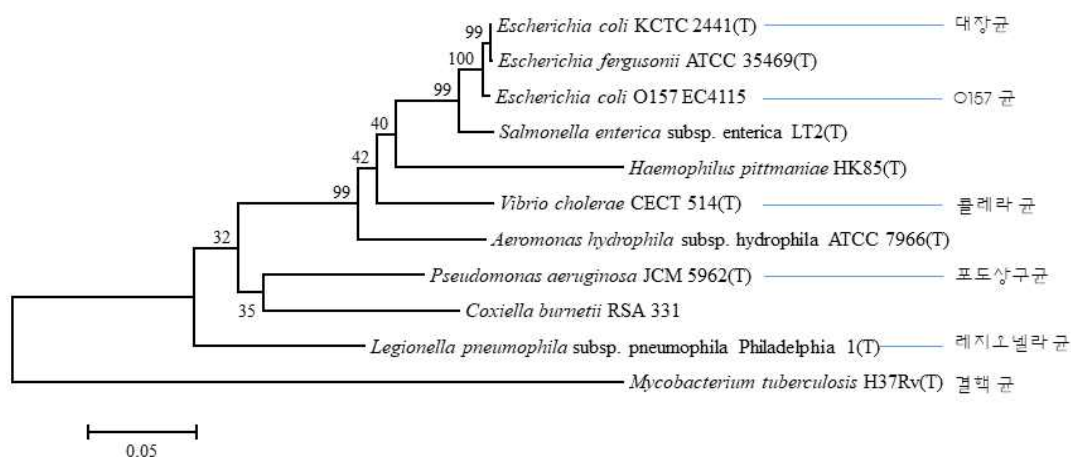 99 Escherichia coli KCTC 2441(T) 대장균
100 Escherichia fergusonii ATCC 35469(T)
99 Escherichia coli O157 EC4115 O157 균
Salmonella enterica subsp. enterica LT2(T)
40
Haemophilus pittmaniae HK85(T)
42
99 Vibrio cholerae CECT 514(T) 콜레라 균
32 Aeromonas hydrophila subsp. hydrophila ATCC 7966(T)
Pseudomonas aeruginosa JCM 5962(T) 포도상구균
35 Coxiella burnetii RSA 331
Legionella pneumophila subsp. pneumophila Philadelphia 1(T) 레지오넬라 균
Mycobacterium tuberculosis H37Rv(T) 결핵 균
0.05